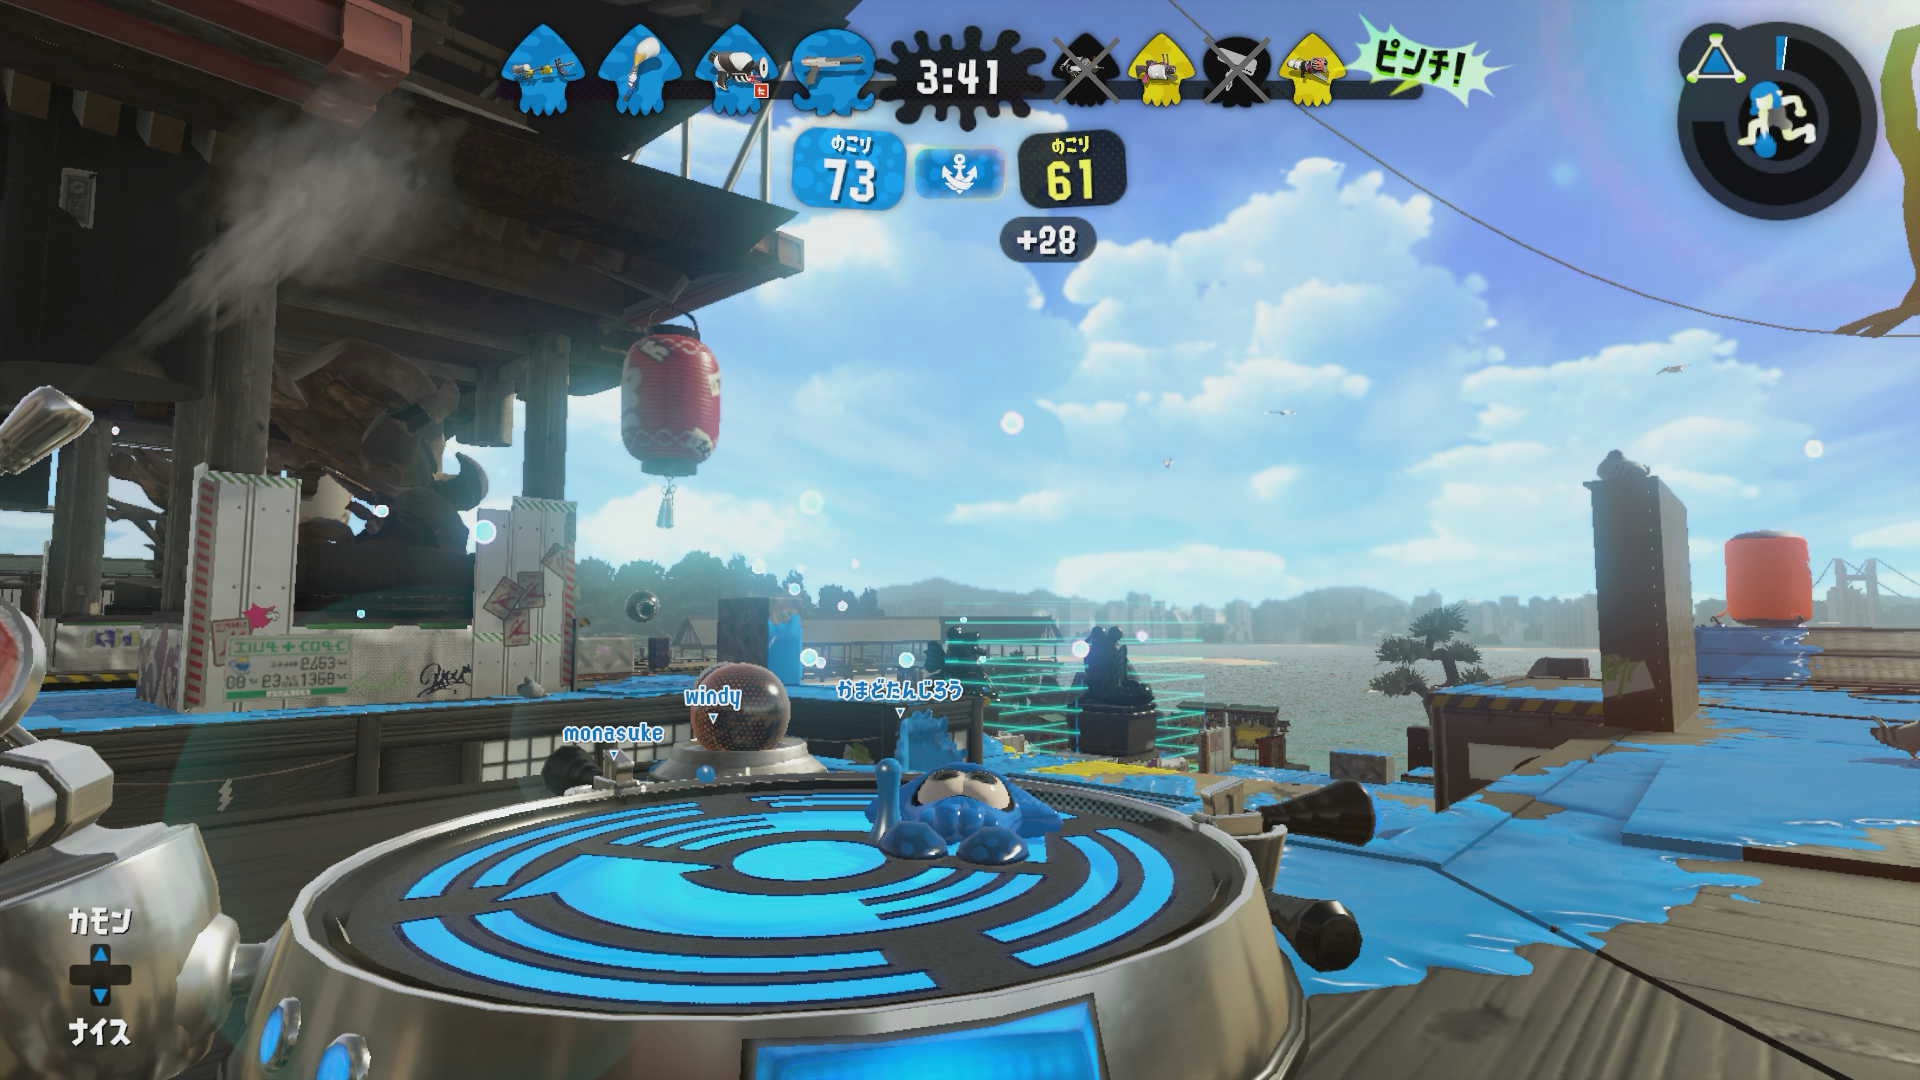 3:41
ピンチ!
のこり
73
のこり
61
+28
windy
かまどたんじろう
monasuke
カモン
ナイス